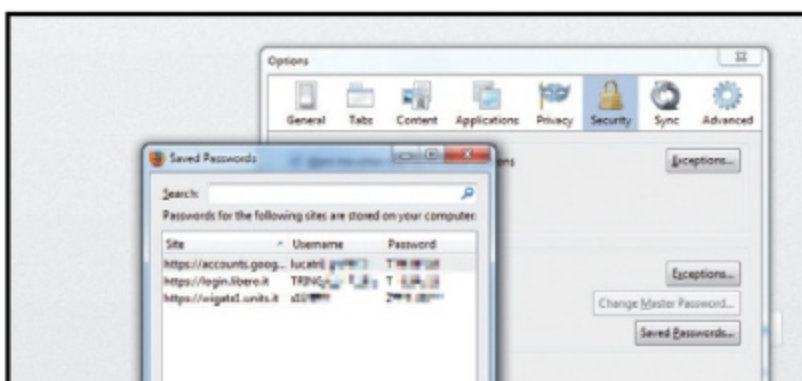 Options
General Tabs Content Applications Privacy Security Sync Advanced
Saved Passwords
Exceptions...
Search:
Passwords for the following sites are stored on your computer:
Site Username Password
https://accounts.goog...
https://login.libero.it
https://wigate1.units.it
Exceptions...
Change Master Password...
Saved Passwords...